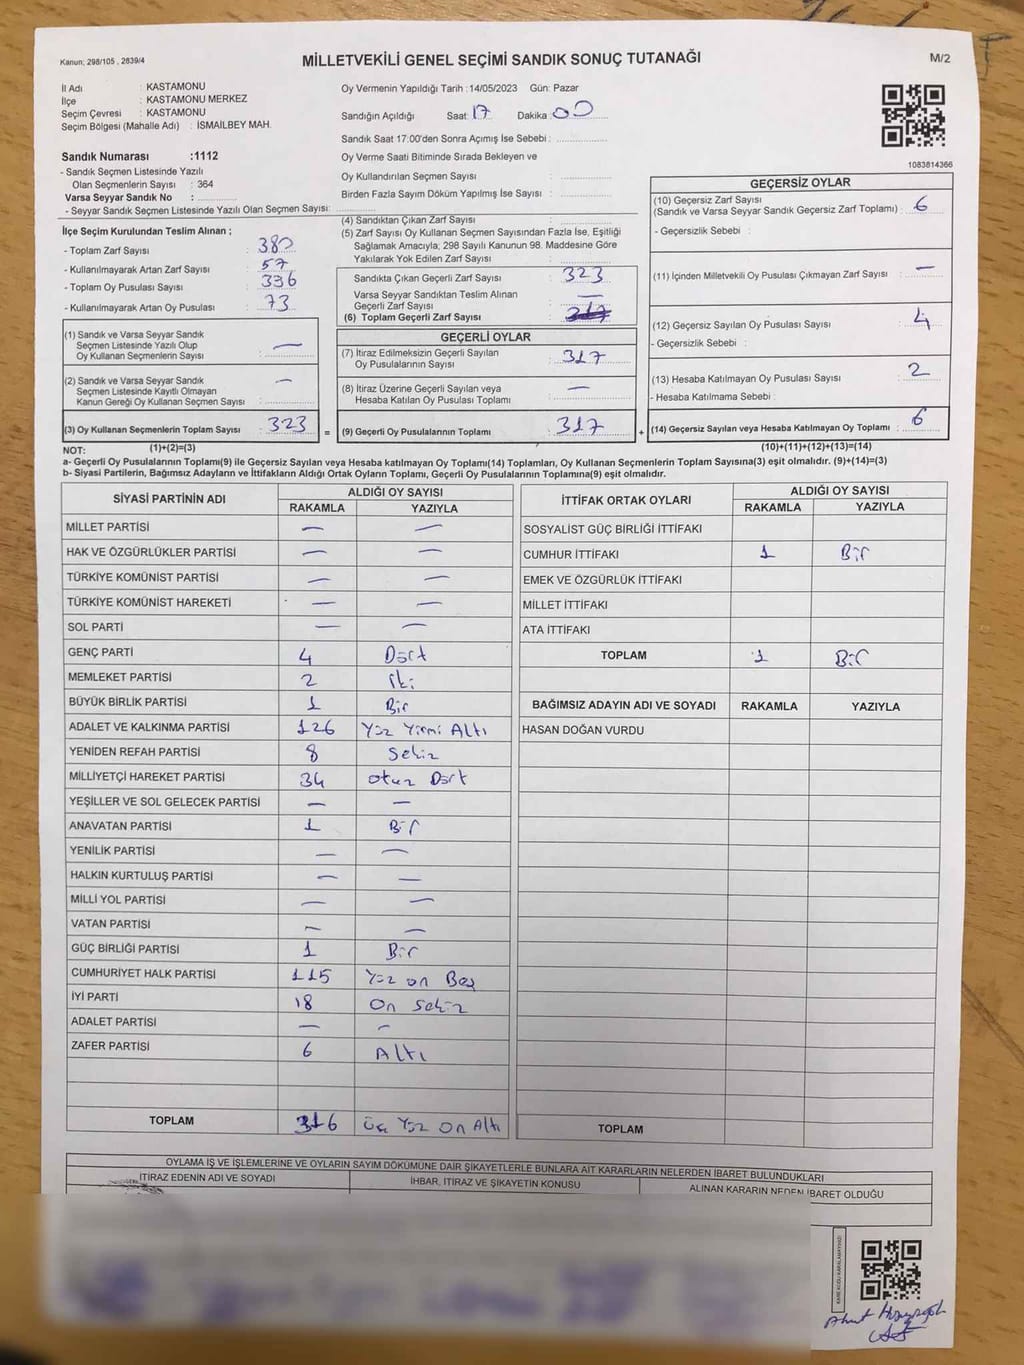 Kanun; 298/105 , 2839/4
MİLLETVEKİLİ GENEL SEÇİMİ SANDIK SONUÇ TUTANAĞI
M/2
İl Adı : KASTAMONU
İlçe : KASTAMONU MERKEZ
Seçim Çevresi : KASTAMONU
Seçim Bölgesi (Mahalle Adı) : İSMAİLBEY MAH.
Oy Vermenin Yapıldığı Tarih :14/05/2023 Gün: Pazar
Sandığın Açıldığı Saat: 17 Dakika: 00
Sandık Saat 17:00'den Sonra Açımış İse Sebebi :
Oy Verme Saati Bitiminde Sırada Bekleyen ve
Oy Kullandırılan Seçmen Sayısı :
Birden Fazla Sayım Döküm Yapılmış İse Sayısı :
1083814366
Sandık Numarası :1112
- Sandık Seçmen Listesinde Yazılı
Olan Seçmenlerin Sayısı : 364
Varsa Seyyar Sandık No :
- Seyyar Sandık Seçmen Listesinde Yazılı Olan Seçmen Sayısı:
İlçe Seçim Kurulundan Teslim Alınan ;
- Toplam Zarf Sayısı : 380
- Kullanılmayarak Artan Zarf Sayısı : 57
- Toplam Oy Pusulası Sayısı : 336
- Kullanılmayarak Artan Oy Pusulası : 73
(1) Sandık ve Varsa Seyyar Sandık
Seçmen Listesinde Yazılı Olup
Oy Kullanan Seçmenlerin Sayısı : —
(2) Sandık ve Varsa Seyyar Sandık
Seçmen Listesinde Kayıtlı Olmayan
Kanun Gereği Oy Kullanan Seçmen Sayısı : —
(3) Oy Kullanan Seçmenlerin Toplam Sayısı : 323
(4) Sandıktan Çıkan Zarf Sayısı :
(5) Zarf Sayısı Oy Kullanan Seçmen Sayısından Fazla İse, Eşitliği
Sağlamak Amacıyla; 298 Sayılı Kanunun 98. Maddesine Göre
Yakılarak Yok Edilen Zarf Sayısı :
Sandıkta Çıkan Geçerli Zarf Sayısı : 323
Varsa Seyyar Sandıktan Teslim Alınan
Geçerli Zarf Sayısı : —
(6) Toplam Geçerli Zarf Sayısı : 317
GEÇERLİ OYLAR
(7) İtiraz Edilmeksizin Geçerli Sayılan
Oy Pusulalarının Sayısı : 317
(8) İtiraz Üzerine Geçerli Sayılan veya
Hesaba Katılan Oy Pusulası Toplamı : —
= (9) Geçerli Oy Pusulalarının Toplamı : 317
GEÇERSİZ OYLAR
(10) Geçersiz Zarf Sayısı
(Sandık ve Varsa Seyyar Sandık Geçersiz Zarf Toplamı) : 6
- Geçersizlik Sebebi :
(11) İçinden Milletvekili Oy Pusulası Çıkmayan Zarf Sayısı : —
(12) Geçersiz Sayılan Oy Pusulası Sayısı : 4
- Geçersizlik Sebebi :
(13) Hesaba Katılmayan Oy Pusulası Sayısı : 2
- Hesaba Katılmama Sebebi :
+ (14) Geçersiz Sayılan veya Hesaba Katılmayan Oy Toplamı : 6
NOT: (1)+(2)=(3)
(10)+(11)+(12)+(13)=(14)
a- Geçerli Oy Pusulalarının Toplamı(9) ile Geçersiz Sayılan veya Hesaba katılmayan Oy Toplamı(14) Toplamları, Oy Kullanan Seçmenlerin Toplam Sayısına(3) eşit olmalıdır. (9)+(14)=(3)
b- Siyasi Partilerin, Bağımsız Adayların ve İttifakların Aldığı Ortak Oyların Toplamı, Geçerli Oy Pusulalarının Toplamına(9) eşit olmalıdır.
SİYASİ PARTİNİN ADI ALDIĞI OY SAYISI
RAKAMLA YAZIYLA
MİLLET PARTİSİ — —
HAK VE ÖZGÜRLÜKLER PARTİSİ — —
TÜRKİYE KOMÜNİST PARTİSİ — —
TÜRKİYE KOMÜNİST HAREKETİ — —
SOL PARTİ — —
GENÇ PARTİ 4 Dört
MEMLEKET PARTİSİ 2 İki
BÜYÜK BİRLİK PARTİSİ 1 Bir
ADALET VE KALKINMA PARTİSİ 126 Yüz Yirmi Altı
YENİDEN REFAH PARTİSİ 8 Sekiz
MİLLİYETÇİ HAREKET PARTİSİ 34 otuz Dört
YEŞİLLER VE SOL GELECEK PARTİSİ — —
ANAVATAN PARTİSİ 1 Bir
YENİLİK PARTİSİ — —
HALKIN KURTULUŞ PARTİSİ — —
MİLLİ YOL PARTİSİ — —
VATAN PARTİSİ — —
GÜÇ BİRLİĞİ PARTİSİ 1 Bir
CUMHURİYET HALK PARTİSİ 115 Yüz on Beş
İYİ PARTİ 18 On Sekiz
ADALET PARTİSİ — —
ZAFER PARTİSİ 6 Altı
TOPLAM 316 Üç Yüz On Altı
İTTİFAK ORTAK OYLARI ALDIĞI OY SAYISI
RAKAMLA YAZIYLA
SOSYALİST GÜÇ BİRLİĞİ İTTİFAKI
CUMHUR İTTİFAKI 1 Bir
EMEK VE ÖZGÜRLÜK İTTİFAKI
MİLLET İTTİFAKI
ATA İTTİFAKI
TOPLAM 1 Bir
BAĞIMSIZ ADAYIN ADI VE SOYADI RAKAMLA YAZIYLA
HASAN DOĞAN VURDU
TOPLAM
OYLAMA İŞ VE İŞLEMLERİNE VE OYLARIN SAYIM DÖKÜMÜNE DAİR ŞİKAYETLERLE BUNLARA AİT KARARLARIN NELERDEN İBARET BULUNDUKLARI
İTİRAZ EDENİN ADI VE SOYADI İHBAR, İTİRAZ VE ŞİKAYETİN KONUSU ALINAN KARARIN NEDEN İBARET OLDUĞU